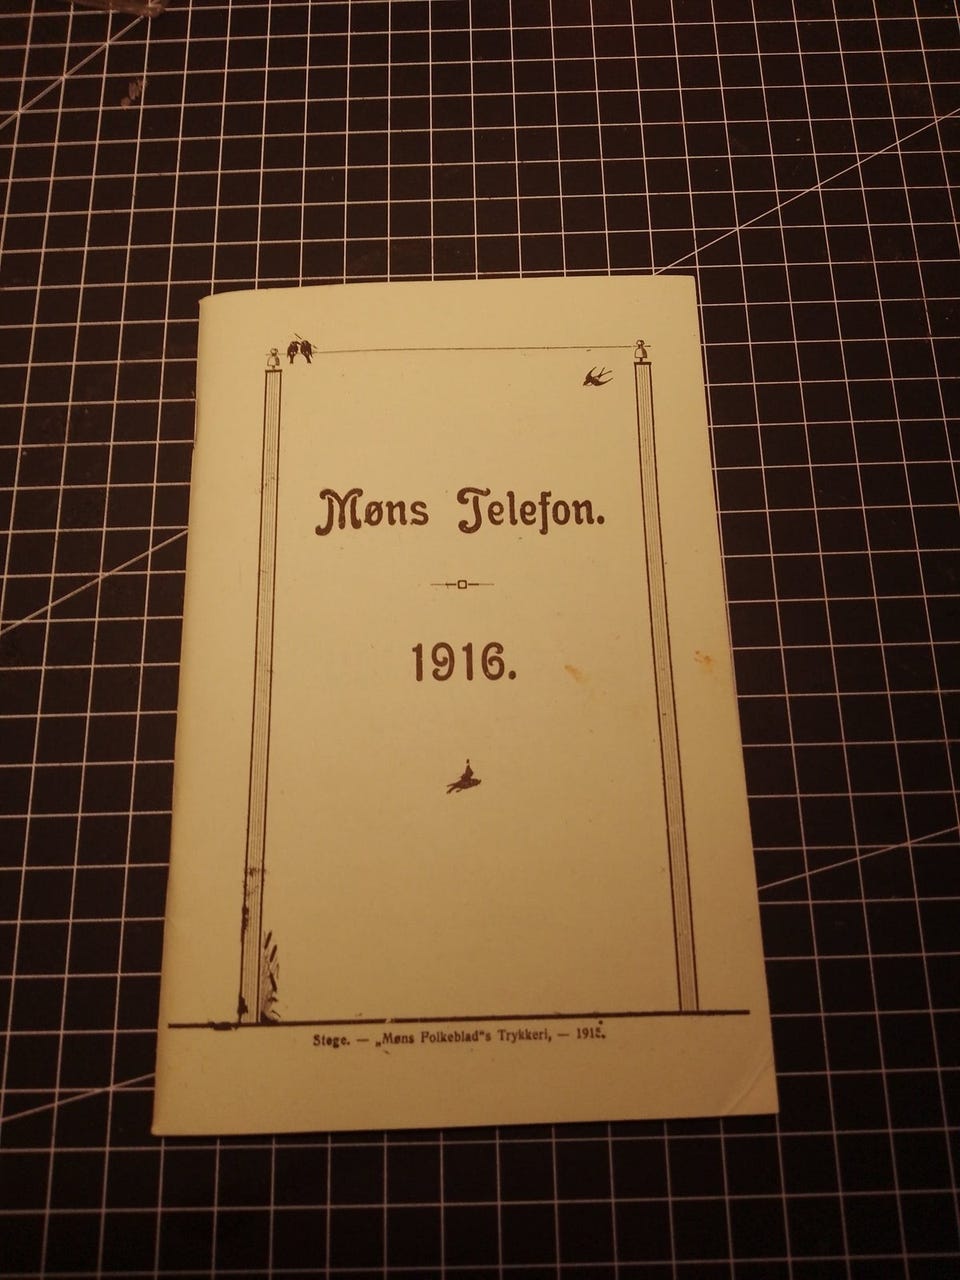 Møns Telefon.
1916.
Stege. — „Møns Folkeblad“s Trykkeri, —